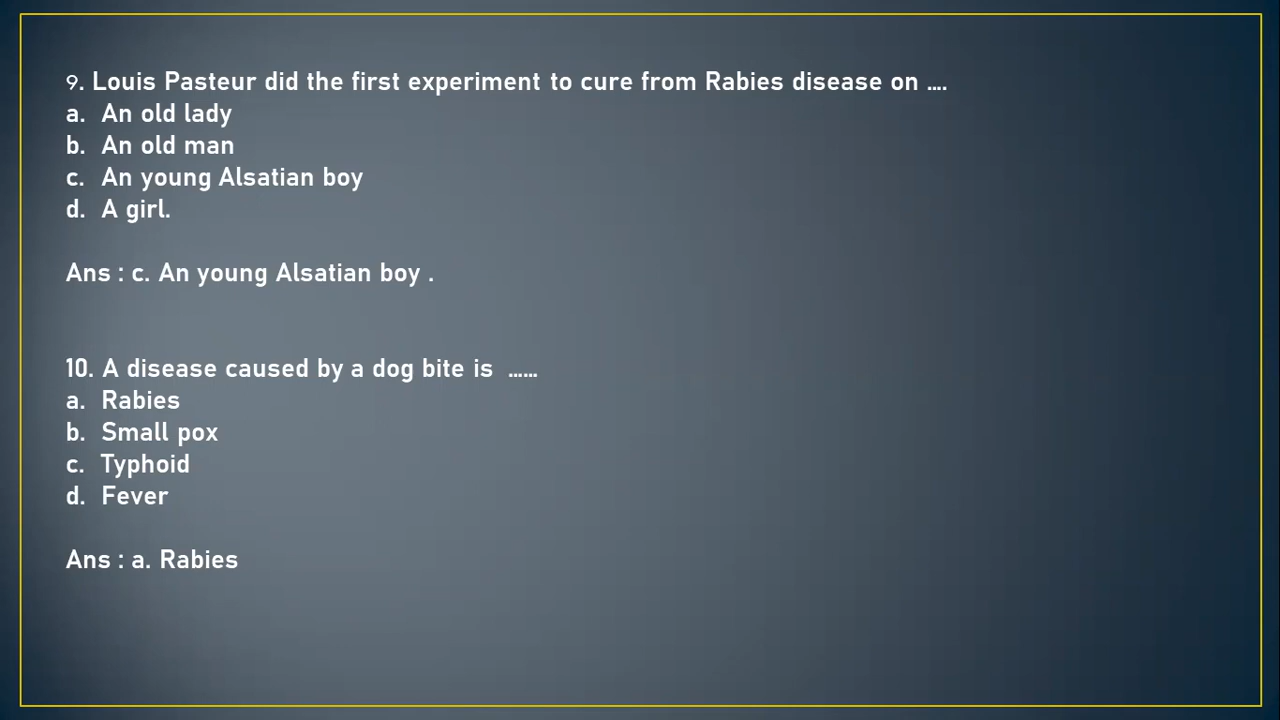 9. Louis Pasteur did the first experiment to cure from Rabies disease on ....
a. An old lady
b. An old man
c. An young Alsatian boy
d. A girl.
Ans : c. An young Alsatian boy .
10. A disease caused by a dog bite is ......
a. Rabies
b. Small pox
c. Typhoid
d. Fever
Ans : a. Rabies